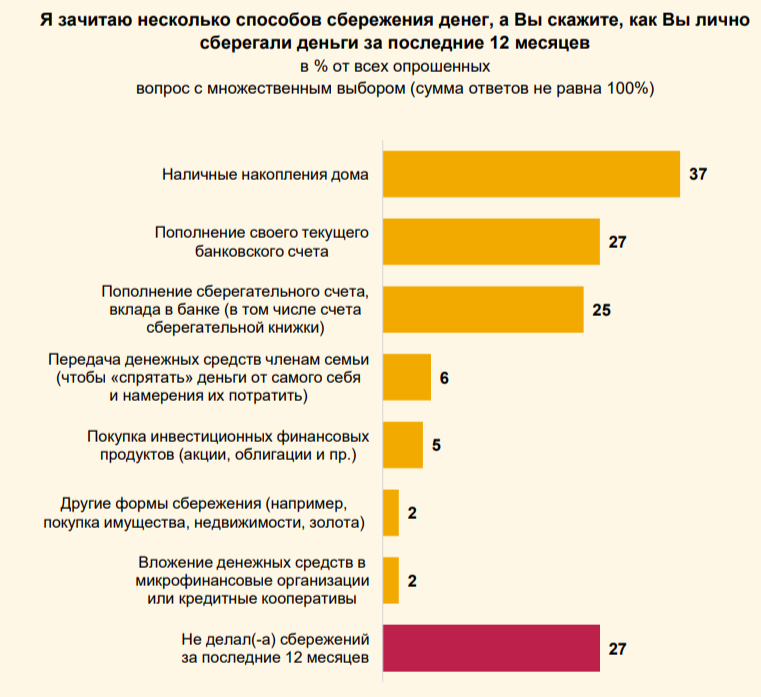 Я зачитаю несколько способов сбережения денег, а Вы скажите, как Вы лично
сберегали деньги за последние 12 месяцев
в % от всех опрошенных
вопрос с множественным выбором (сумма ответов не равна 100%)
Наличные накопления дома
37
Пополнение своего текущего
банковского счета
27
Пополнение сберегательного счета,
вклада в банке (в том числе счета
сберегательной книжки)
25
Передача денежных средств членам семьи
(чтобы «спрятать» деньги от самого себя
и намерения их потратить)
6
Покупка инвестиционных финансовых
продуктов (акции, облигации и пр.)
5
Другие формы сбережения (например,
покупка имущества, недвижимости, золота)
2
Вложение денежных средств в
микрофинансовые организации
или кредитные кооперативы
2
Не делал(-а) сбережений
за последние 12 месяцев
27